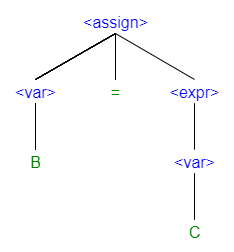 <assign>
<var> = <expr>
B <var>
C